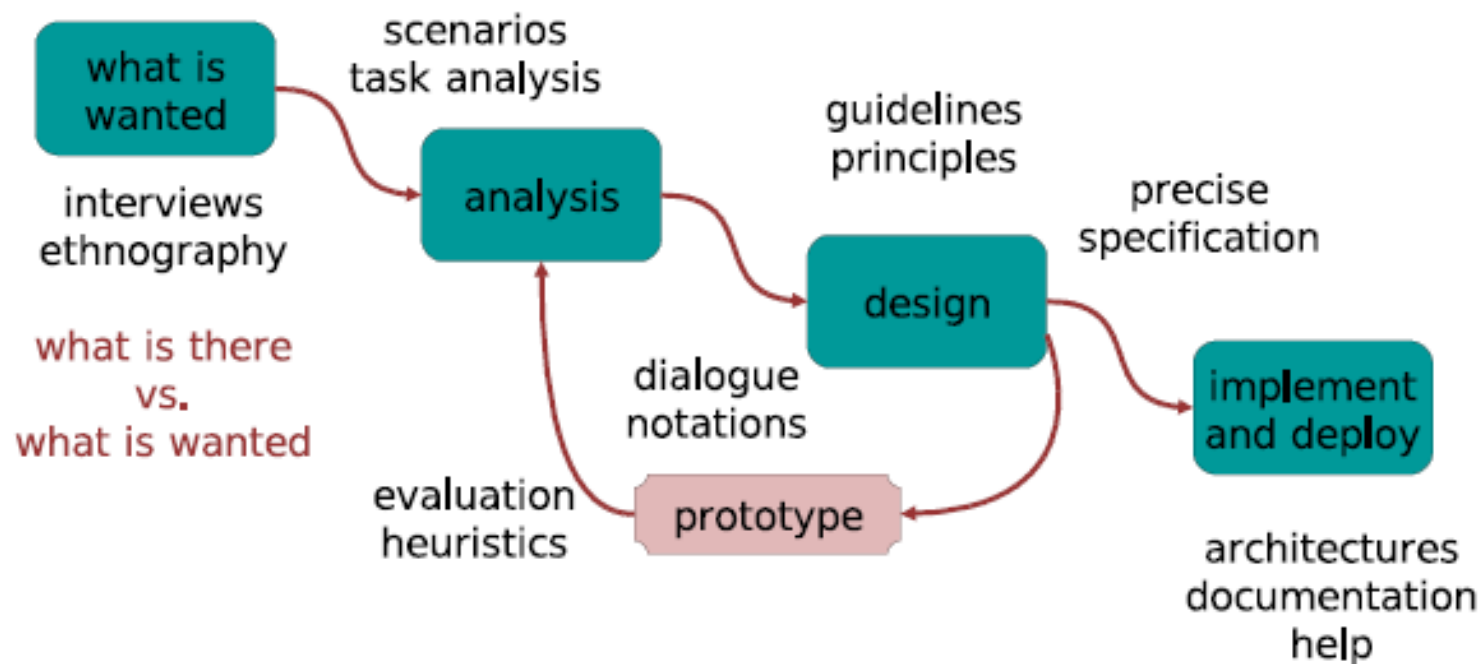 what is
wanted
scenarios
task analysis
interviews
ethnography
what is there
vs.
what is wanted
analysis
guidelines
principles
design
precise
specification
dialogue
notations
evaluation
heuristics
prototype
implement
and deploy
architectures
documentation
help